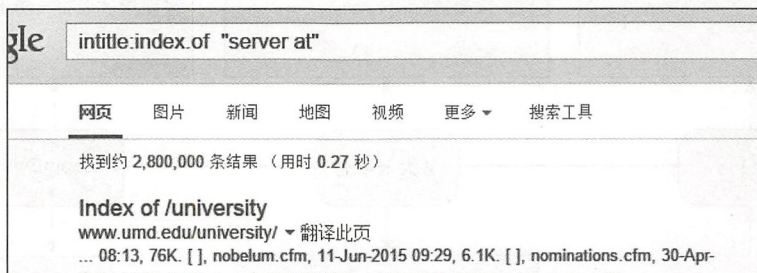 gle
intitle:index.of "server at"
网页 图片 新闻 地图 视频 更多 搜索工具
找到约 2,800,000 条结果 （用时 0.27 秒）
Index of /university
www.umd.edu/university/ 翻译此页
... 08:13, 76K. [ ], nobelum.cfm, 11-Jun-2015 09:29, 6.1K. [ ], nominations.cfm, 30-Apr-